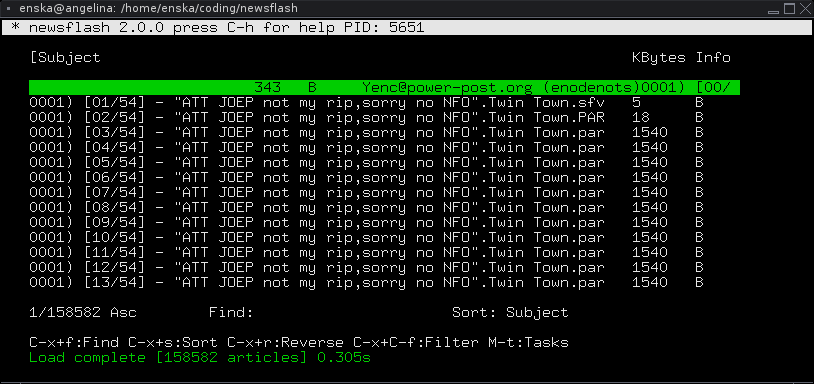 enska@angelina: /home/enska/coding/newsflash
* newsflash 2.0.0 press C-h for help PID: 5651
[Subject KBytes Info
343 B Yenc@power-post.org (enodenots)0001) [00/
0001) [01/54] - "ATT JOEP not my rip,sorry no NFO".Twin Town.sfv 5 B
0001) [02/54] - "ATT JOEP not my rip,sorry no NFO".Twin Town.PAR 18 B
0001) [03/54] - "ATT JOEP not my rip,sorry no NFO".Twin Town.par 1540 B
0001) [04/54] - "ATT JOEP not my rip,sorry no NFO".Twin Town.par 1540 B
0001) [05/54] - "ATT JOEP not my rip,sorry no NFO".Twin Town.par 1540 B
0001) [06/54] - "ATT JOEP not my rip,sorry no NFO".Twin Town.par 1540 B
0001) [07/54] - "ATT JOEP not my rip,sorry no NFO".Twin Town.par 1540 B
0001) [08/54] - "ATT JOEP not my rip,sorry no NFO".Twin Town.par 1540 B
0001) [09/54] - "ATT JOEP not my rip,sorry no NFO".Twin Town.par 1540 B
0001) [10/54] - "ATT JOEP not my rip,sorry no NFO".Twin Town.par 1540 B
0001) [11/54] - "ATT JOEP not my rip,sorry no NFO".Twin Town.par 1540 B
0001) [12/54] - "ATT JOEP not my rip,sorry no NFO".Twin Town.par 1540 B
0001) [13/54] - "ATT JOEP not my rip,sorry no NFO".Twin Town.par 1540 B
1/158582 Asc Find: Sort: Subject
C-x+f:Find C-x+s:Sort C-x+r:Reverse C-x+C-f:Filter M-t:Tasks
Load complete [158582 articles] 0.305s